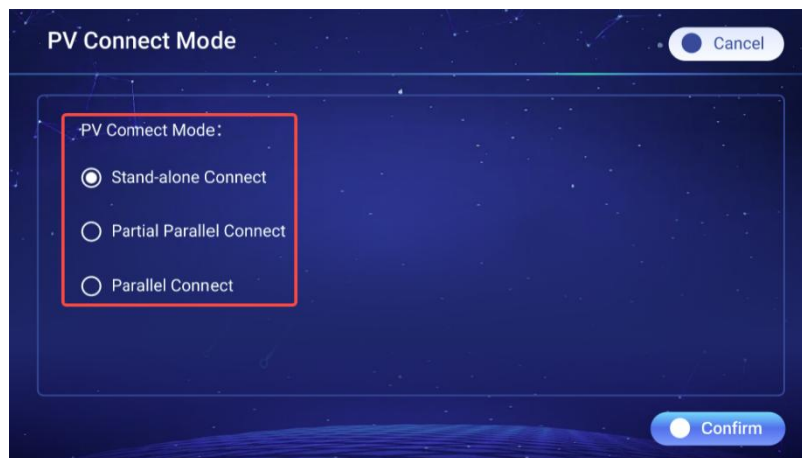 PV Connect Mode
Cancel
PV Connect Mode:
Stand-alone Connect
Partial Parallel Connect
Parallel Connect
Confirm